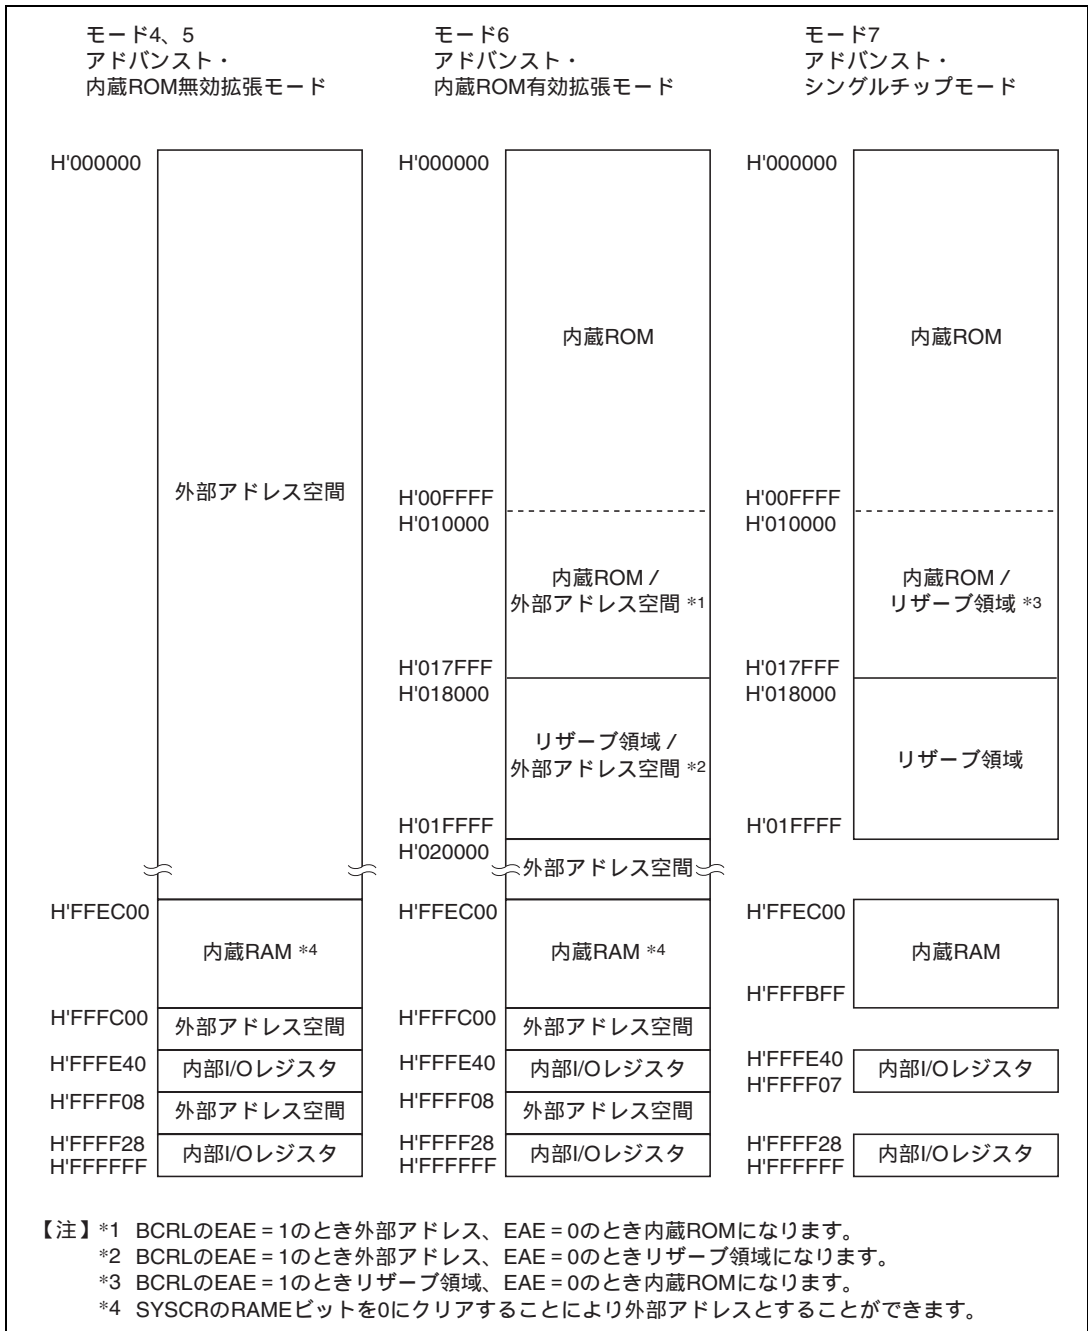 モード4、5
アドバンスト・
内蔵ROM無効拡張モード
H'000000
外部アドレス空間
H'FFEC00
内蔵RAM *4
H'FFFC00
外部アドレス空間
H'FFFE40
内部I/Oレジスタ
H'FFFF08
外部アドレス空間
H'FFFF28
内部I/Oレジスタ
H'FFFFFF
モード6
アドバンスト・
内蔵ROM有効拡張モード
H'000000
内蔵ROM
H'00FFFF
H'010000
内蔵ROM /
外部アドレス空間 *1
H'017FFF
H'018000
リザーブ領域 /
外部アドレス空間 *2
H'01FFFF
H'020000
外部アドレス空間
H'FFEC00
内蔵RAM *4
H'FFFC00
外部アドレス空間
H'FFFE40
内部I/Oレジスタ
H'FFFF08
外部アドレス空間
H'FFFF28
内部I/Oレジスタ
H'FFFFFF
モード7
アドバンスト・
シングルチップモード
H'000000
内蔵ROM
H'00FFFF
H'010000
内蔵ROM /
リザーブ領域 *3
H'017FFF
H'018000
リザーブ領域
H'01FFFF
H'FFEC00
内蔵RAM
H'FFFBFF
H'FFFE40
内部I/Oレジスタ
H'FFFF07
H'FFFF28
内部I/Oレジスタ
H'FFFFFF
【注】*1 BCRLのEAE = 1のとき外部アドレス、EAE = 0のとき内蔵ROMになります。
*2 BCRLのEAE = 1のとき外部アドレス、EAE = 0のときリザーブ領域になります。
*3 BCRLのEAE = 1のときリザーブ領域、EAE = 0のとき内蔵ROMになります。
*4 SYSCRのRAMEビットを0にクリアすることにより外部アドレスとすることができます。